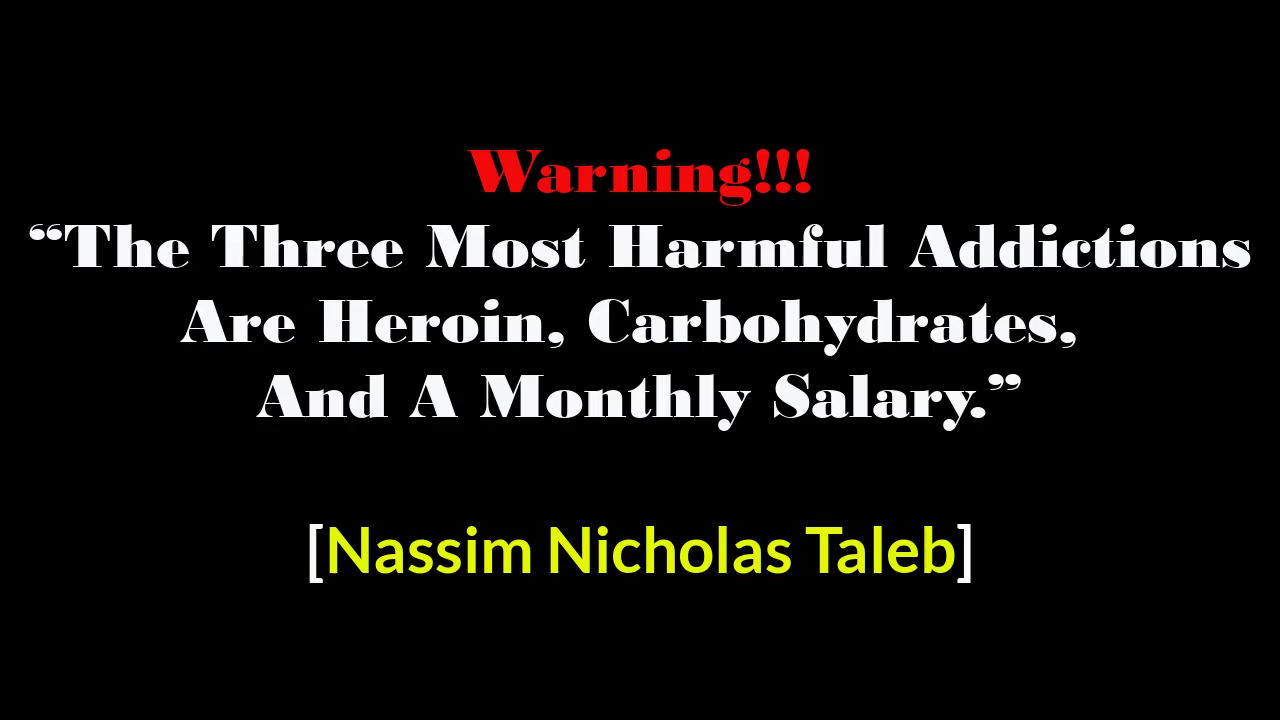 Warning!!!
“The Three Most Harmful Addictions
Are Heroin, Carbohydrates,
And A Monthly Salary.”
[Nassim Nicholas Taleb]